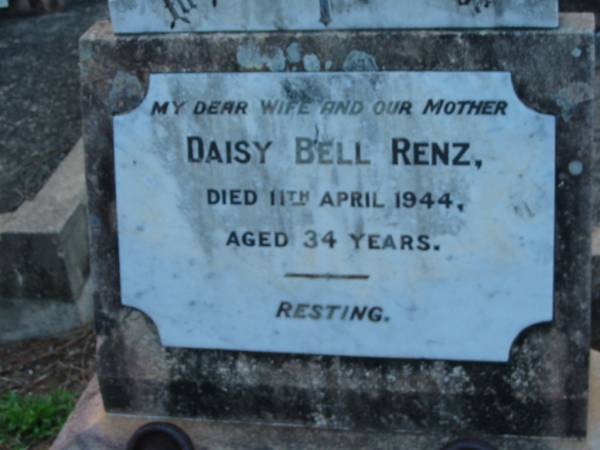 MY DEAR WIFE AND OUR MOTHER
DAISY BELL RENZ,
DIED 11TH APRIL 1944,
AGED 34 YEARS.
RESTING.